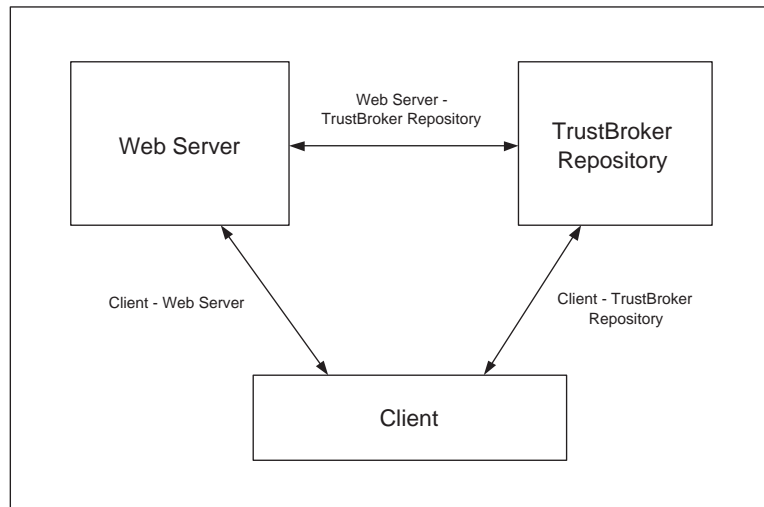 Web Server -
TrustBroker Repository
Web Server
TrustBroker
Repository
Client - Web Server
Client - TrustBroker
Repository
Client